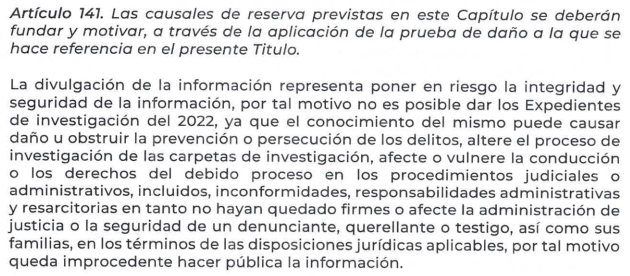 Artículo 141. Las causales de reserva previstas en este Capítulo se deberán
fundar y motivar, a través de la aplicación de la prueba de daño a la que se
hace referencia en el presente Titulo.
La divulgación de la información representa poner en riesgo la integridad y
seguridad de la información, por tal motivo no es posible dar los Expedientes
de investigación del 2022, ya que el conocimiento del mismo puede causar
daño u obstruir la prevención o persecución de los delitos, altere el proceso de
investigación de las carpetas de investigación, afecte o vulnere la conducción
o los derechos del debido proceso en los procedimientos judiciales o
administrativos, incluidos, inconformidades, responsabilidades administrativas
y resarcitorias en tanto no hayan quedado firmes o afecte la administración de
justicia o la seguridad de un denunciante, querellante o testigo, así como sus
familias, en los términos de las disposiciones jurídicas aplicables, por tal motivo
queda improcedente hacer pública la información.